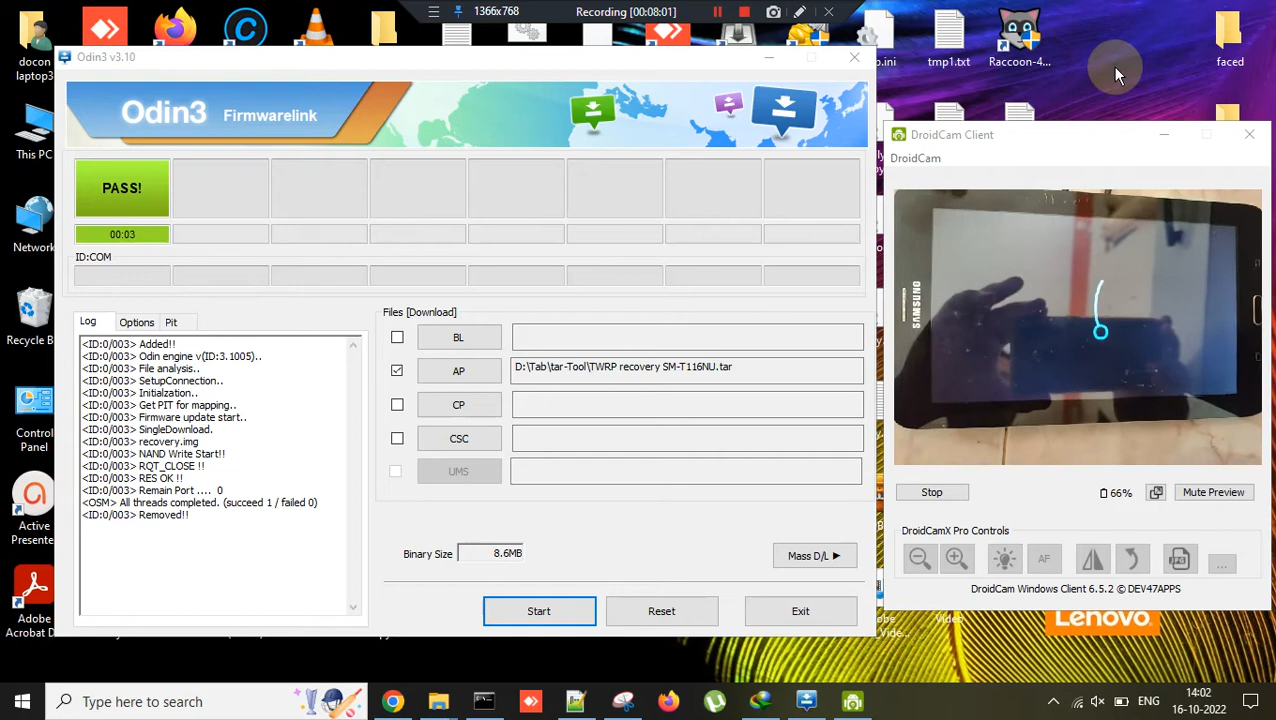 1366x768
Recording [00:08:01]
docon
laptop3
This PC
Network
Recycle B
Control
Panel
Active
Presente
Adobe
Acrobat D
.ini
tmp1.txt
Raccoon-4...
faced
Odin3 v3.10
Odin3 Firmwarelink
PASS!
00:03
ID:COM
Log
Options
Pit
<ID:0/003> Added!!
<ID:0/003> Odin engine v(ID:3.1005)..
<ID:0/003> File analysis..
<ID:0/003> SetupConnection..
<ID:0/003> Initialzation..
<ID:0/003> Get PIT for mapping..
<ID:0/003> Firmware update start..
<ID:0/003> SingleDownload.
<ID:0/003> recovery.img
<ID:0/003> NAND Write Start!!
<ID:0/003> RQT_CLOSE !!
<ID:0/003> RES OK !!
<ID:0/003> Remain Port .... 0
<OSM> All threads completed. (succeed 1 / failed 0)
<ID:0/003> Removed!!
Files [Download]
BL
AP
D:\Tab\tar-Tool\TWRP recovery SM-T116NU.tar
CP
CSC
UMS
Binary Size
8.6MB
Mass D/L
Start
Reset
Exit
DroidCam Client
DroidCam
SAMSUNG
Stop
66%
Mute Preview
DroidCamX Pro Controls
AF
JPG
...
DroidCam Windows Client 6.5.2 © DEV47APPS
Lenovo
_Vide...
Video
Type here to search
ENG
14:02
16-10-2022